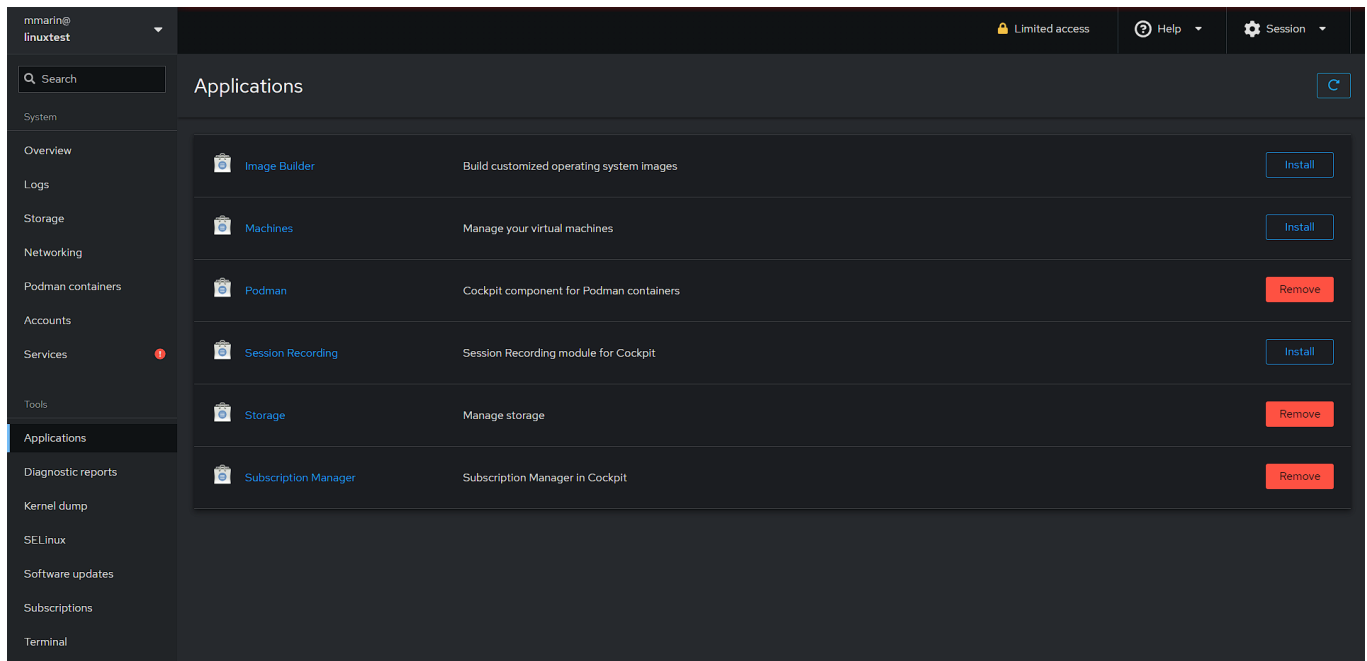 mmarin@
linuxtest
Limited access
Help
Session
Search
System
Overview
Logs
Storage
Networking
Podman containers
Accounts
Services
Tools
Applications
Diagnostic reports
Kernel dump
SELinux
Software updates
Subscriptions
Terminal
Applications
Image Builder Build customized operating system images Install
Machines Manage your virtual machines Install
Podman Cockpit component for Podman containers Remove
Session Recording Session Recording module for Cockpit Install
Storage Manage storage Remove
Subscription Manager Subscription Manager in Cockpit Remove